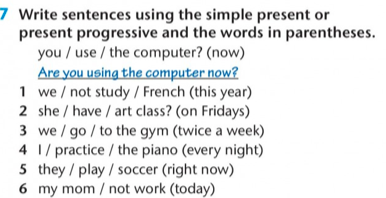 7 Write sentences using the simple present or
present progressive and the words in parentheses.
you / use / the computer? (now)
Are you using the computer now?
1 we / not study / French (this year)
2 she / have / art class? (on Fridays)
3 we / go / to the gym (twice a week)
4 I / practice / the piano (every night)
5 they / play / soccer (right now)
6 my mom / not work (today)